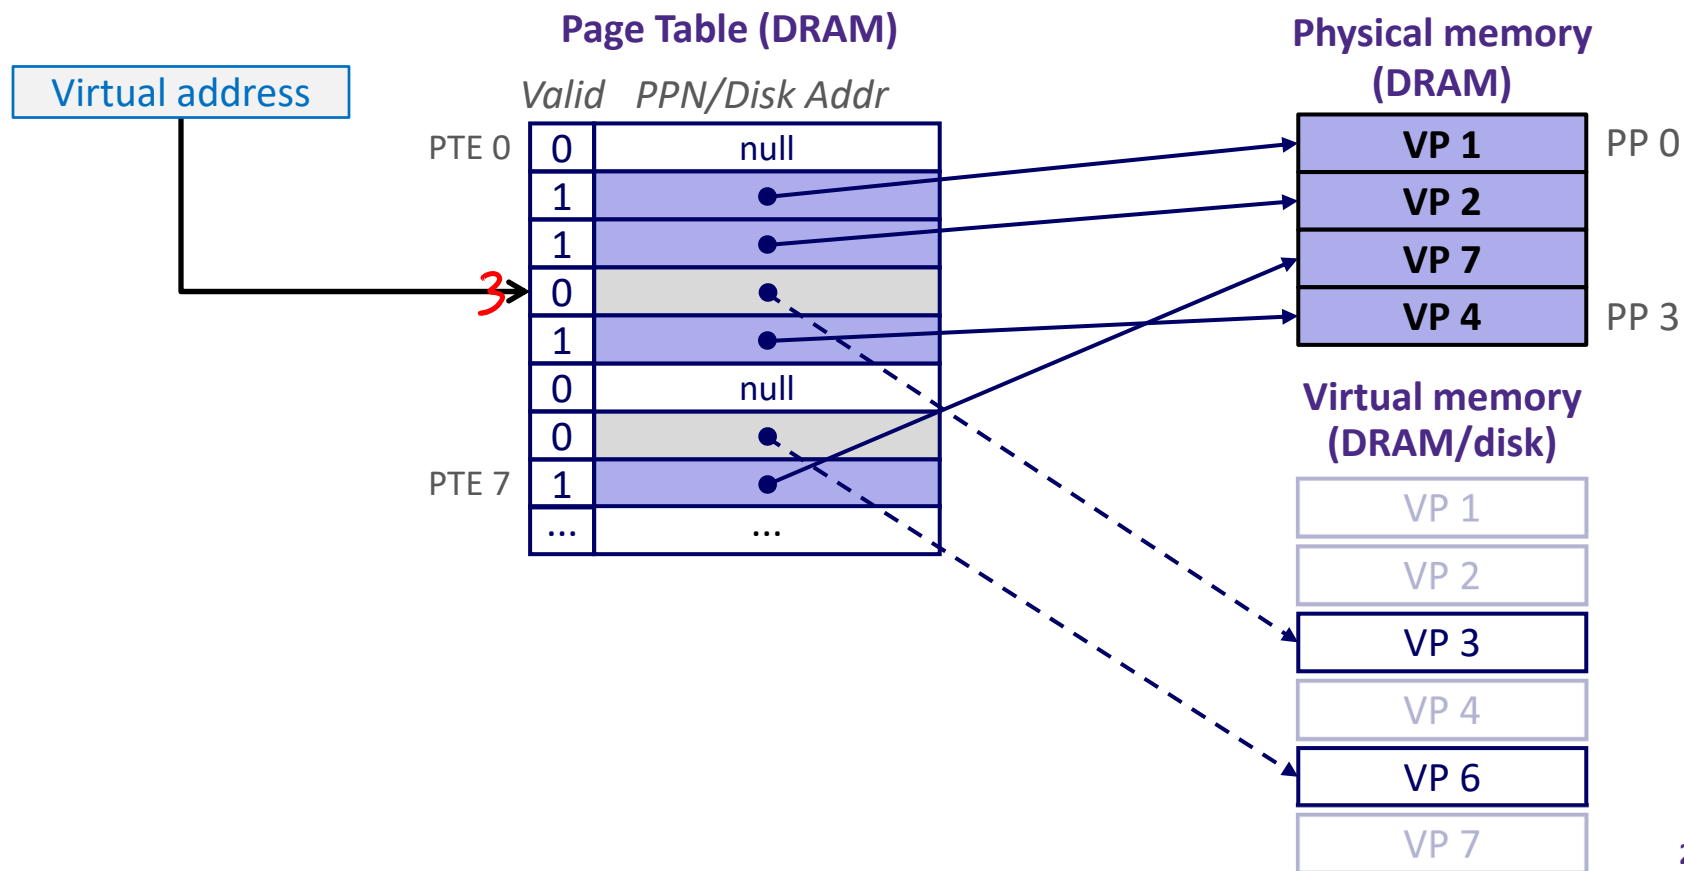 Page Table (DRAM)
Physical memory
(DRAM)
Virtual address
Valid PPN/Disk Addr
PTE 0 0 null
1
1
3 0
1
0 null
0
PTE 7 1
... ...
VP 1 PP 0
VP 2
VP 7
VP 4 PP 3
Virtual memory
(DRAM/disk)
VP 1
VP 2
VP 3
VP 4
VP 6
VP 7